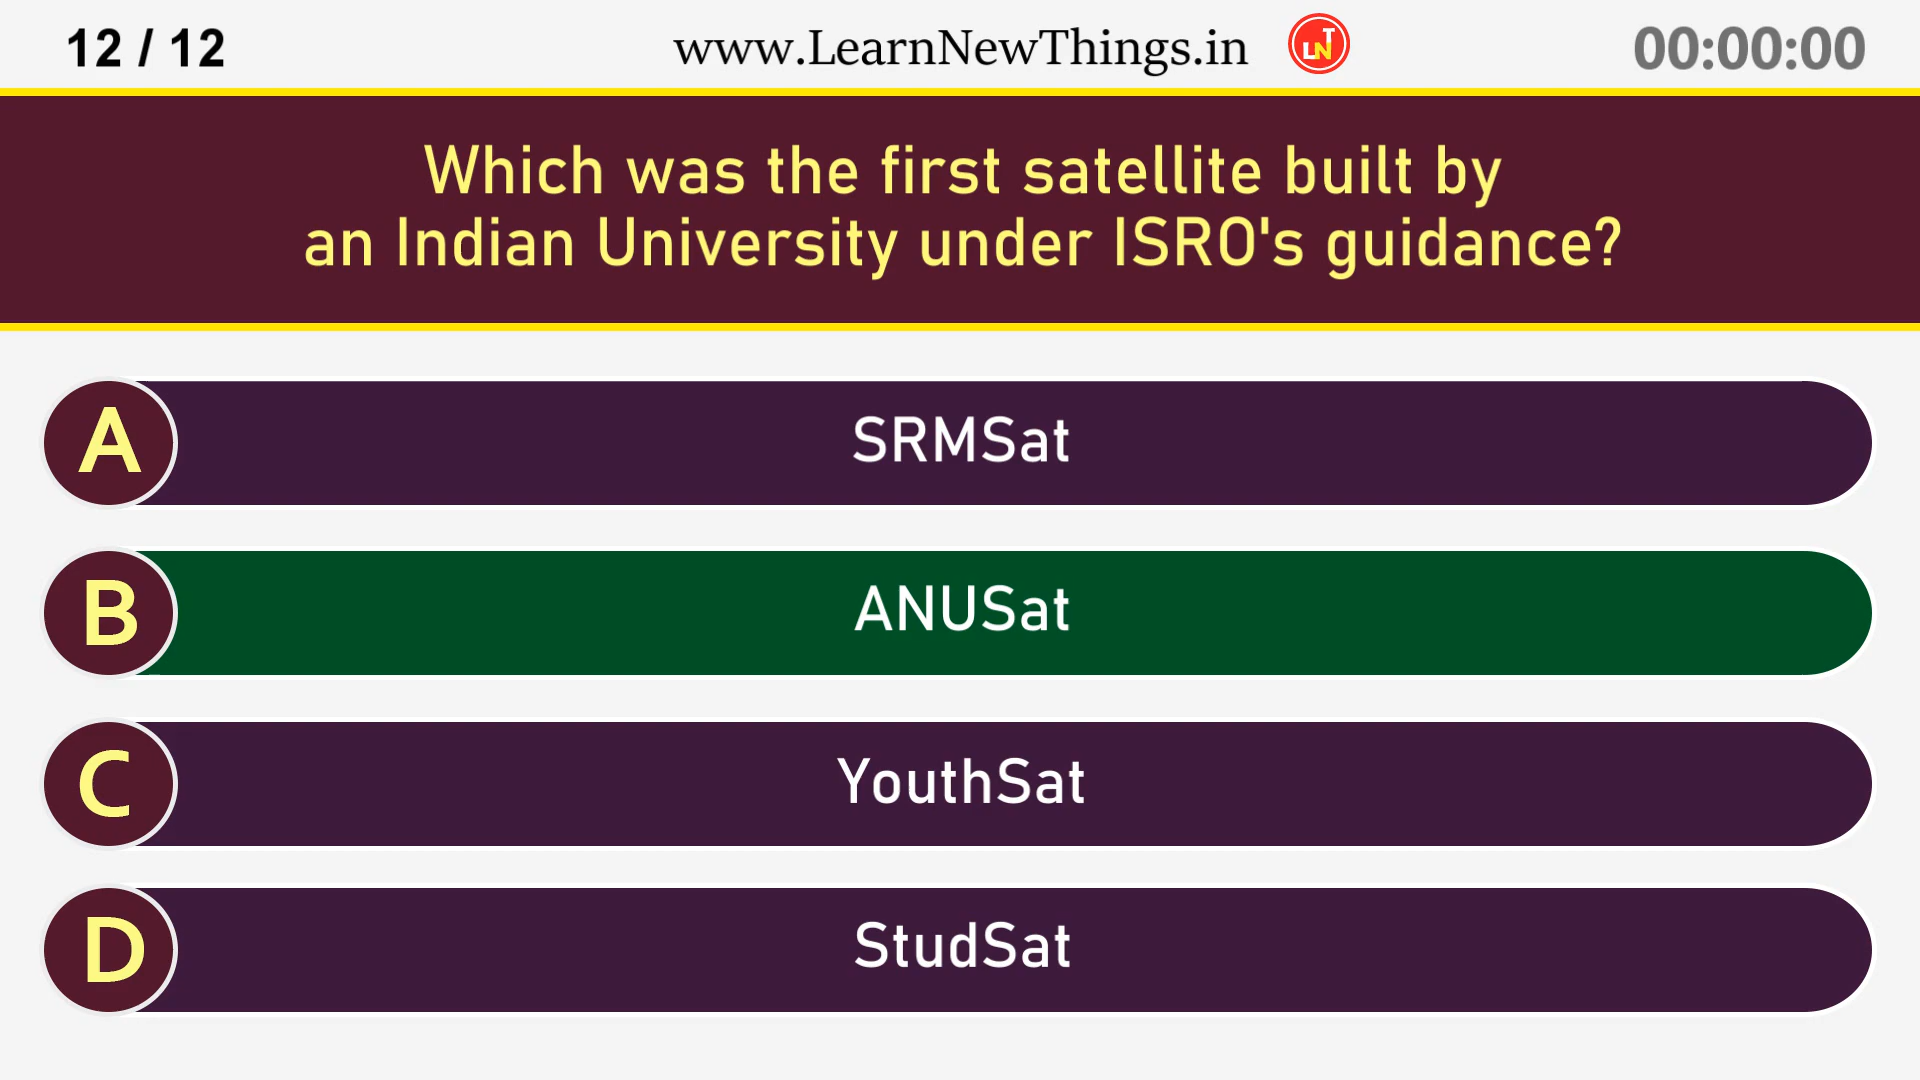 12 / 12
www.LearnNewThings.in
LNT
00:00:00
Which was the first satellite built by
an Indian University under ISRO's guidance?
A
SRMSat
B
ANUSat
C
YouthSat
D
StudSat